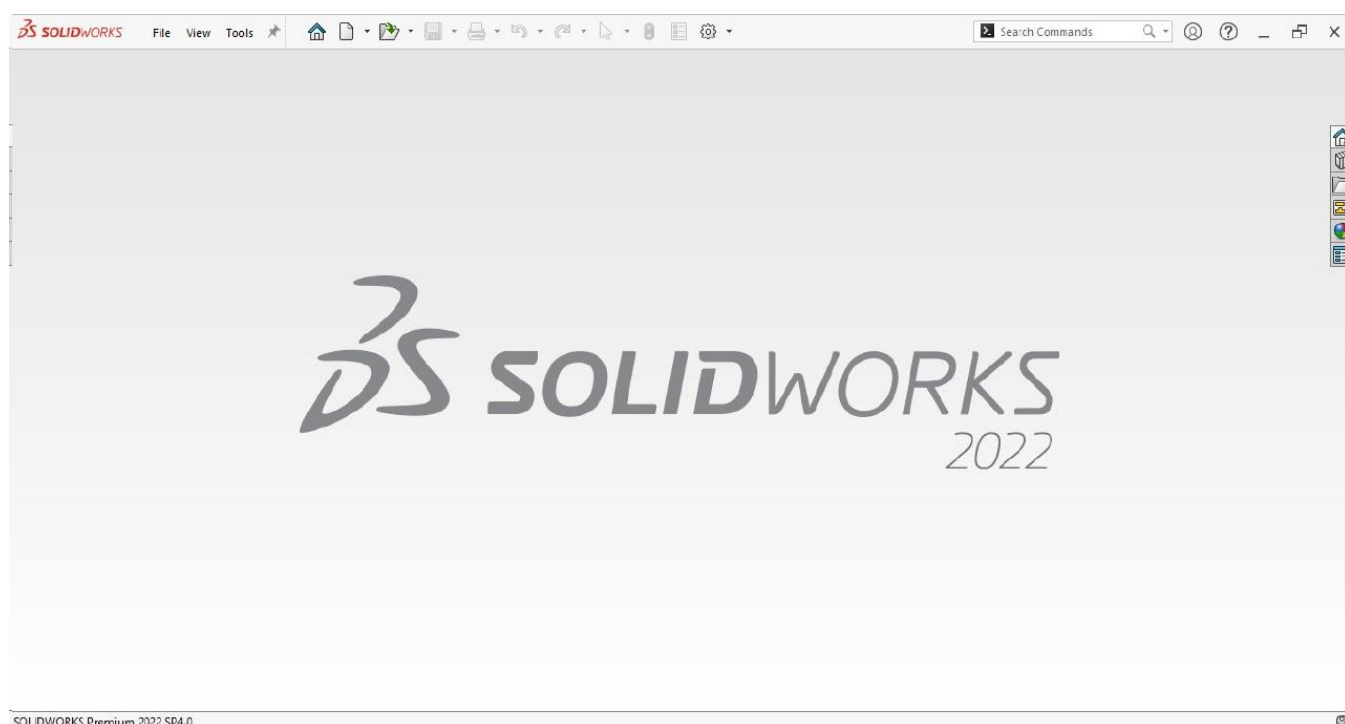 SOLIDWORKS File View Tools Search Commands
SOLIDWORKS
2022
SOLIDWORKS Premium 2022 SP4.0